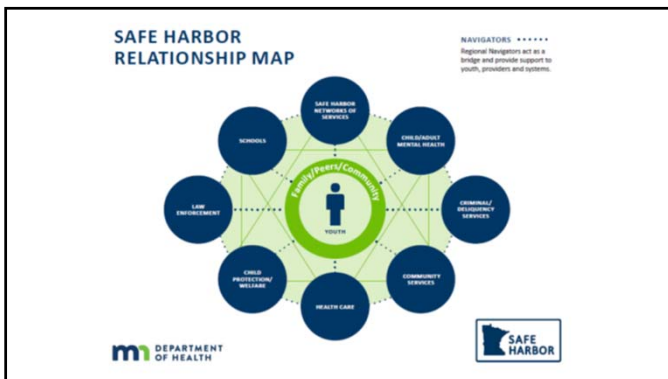 SAFE HARBOR
RELATIONSHIP MAP
NAVIGATORS
Regional Navigators act as a
bridge and provide support to
youth, providers and systems.
SAFE HARBOR
NETWORKS OF
SERVICES
SCHOOLS
CHILD/ADULT
MENTAL HEALTH
Family/Peers/Community
LAW
ENFORCEMENT
CRIMINAL/
DELIQUENCY
SERVICES
YOUTH
CHILD
PROTECTION/
WELFARE
COMMUNITY
SERVICES
HEALTH CARE
mn DEPARTMENT
OF HEALTH
SAFE
HARBOR